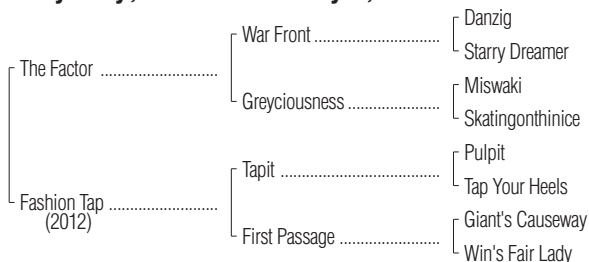 War Front ................................. Danzig
Starry Dreamer
The Factor ............................
Greyciousness ........................ Miswaki
Skatingonthinice
Tapit ......................................... Pulpit
Tap Your Heels
Fashion Tap ..........................
(2012)
First Passage .......................... Giant's Causeway
Win's Fair Lady